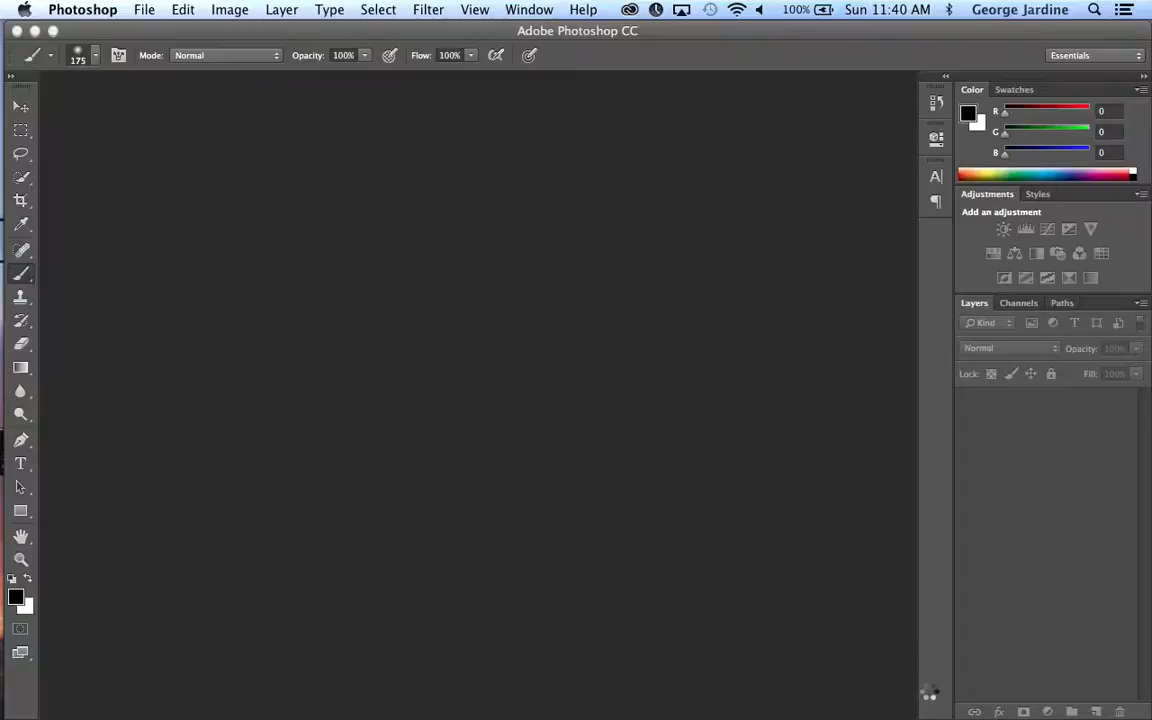 Photoshop File Edit Image Layer Type Select Filter View Window Help 100% Sun 11:40 AM George Jardine
Adobe Photoshop CC
175 Mode: Normal Opacity: 100% Flow: 100% Essentials
Color Swatches
R 0
G 0
B 0
Adjustments Styles
Add an adjustment
Layers Channels Paths
Kind
Normal Opacity: 100%
Lock: Fill: 100%